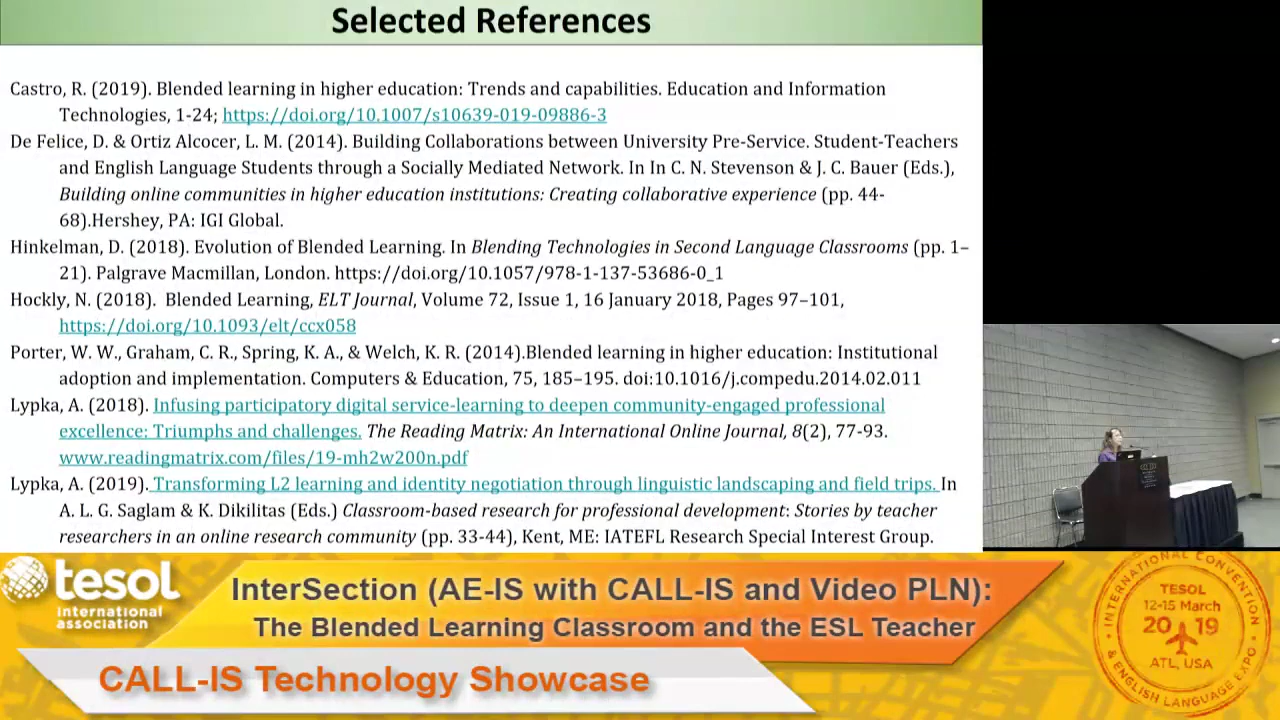 Selected References
Castro, R. (2019). Blended learning in higher education: Trends and capabilities. Education and Information
Technologies, 1-24; https://doi.org/10.1007/s10639-019-09886-3
De Felice, D. & Ortiz Alcocer, L. M. (2014). Building Collaborations between University Pre-Service. Student-Teachers
and English Language Students through a Socially Mediated Network. In In C. N. Stevenson & J. C. Bauer (Eds.),
Building online communities in higher education institutions: Creating collaborative experience (pp. 44-
68).Hershey, PA: IGI Global.
Hinkelman, D. (2018). Evolution of Blended Learning. In Blending Technologies in Second Language Classrooms (pp. 1–
21). Palgrave Macmillan, London. https://doi.org/10.1057/978-1-137-53686-0_1
Hockly, N. (2018). Blended Learning, ELT Journal, Volume 72, Issue 1, 16 January 2018, Pages 97–101,
https://doi.org/10.1093/elt/ccx058
Porter, W. W., Graham, C. R., Spring, K. A., & Welch, K. R. (2014).Blended learning in higher education: Institutional
adoption and implementation. Computers & Education, 75, 185–195. doi:10.1016/j.compedu.2014.02.011
Lypka, A. (2018). Infusing participatory digital service-learning to deepen community-engaged professional
excellence: Triumphs and challenges. The Reading Matrix: An International Online Journal, 8(2), 77-93.
www.readingmatrix.com/files/19-mh2w200n.pdf
Lypka, A. (2019). Transforming L2 learning and identity negotiation through linguistic landscaping and field trips. In
A. L. G. Saglam & K. Dikilitas (Eds.) Classroom-based research for professional development: Stories by teacher
researchers in an online research community (pp. 33-44), Kent, ME: IATEFL Research Special Interest Group.
tesol
international
association
InterSection (AE-IS with CALL-IS and Video PLN):
The Blended Learning Classroom and the ESL Teacher
CALL-IS Technology Showcase
INTERNATIONAL CONVENTION
TESOL
12-15 March
2019
ATL, USA
& ENGLISH LANGUAGE EXPO